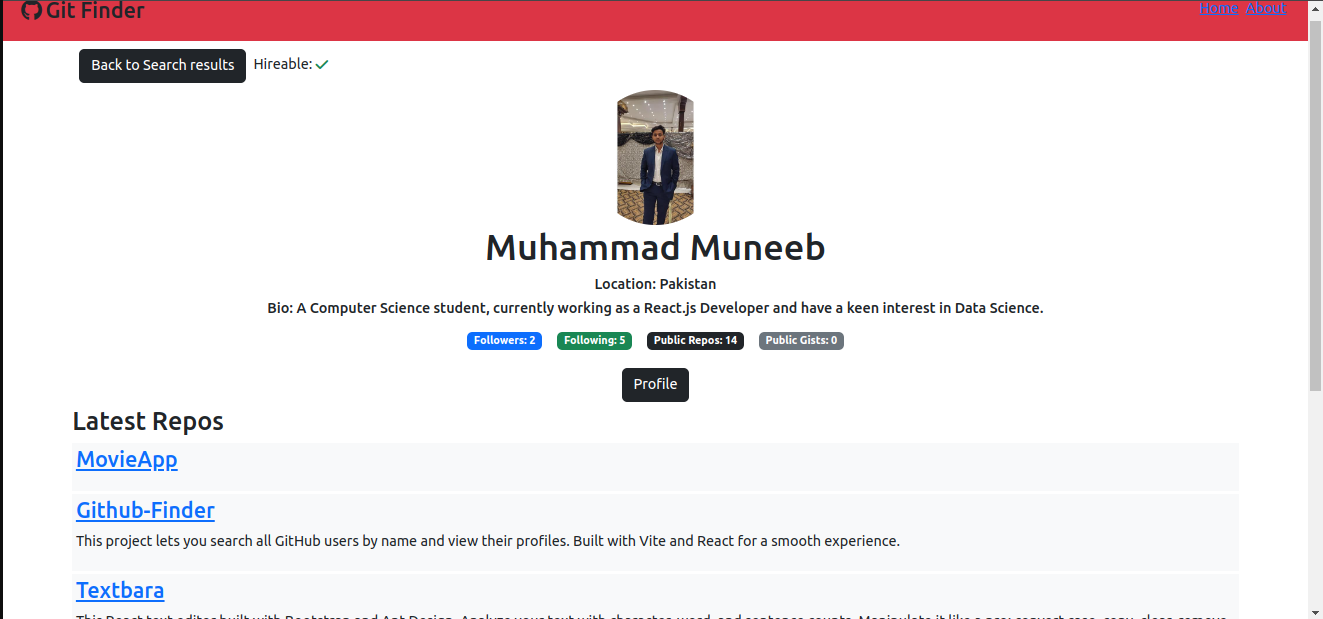 Git Finder
Home About
Back to Search results Hireable:
Muhammad Muneeb
Location: Pakistan
Bio: A Computer Science student, currently working as a React.js Developer and have a keen interest in Data Science.
Followers: 2 Following: 5 Public Repos: 14 Public Gists: 0
Profile
Latest Repos
MovieApp
Github-Finder
This project lets you search all GitHub users by name and view their profiles. Built with Vite and React for a smooth experience.
Textbara